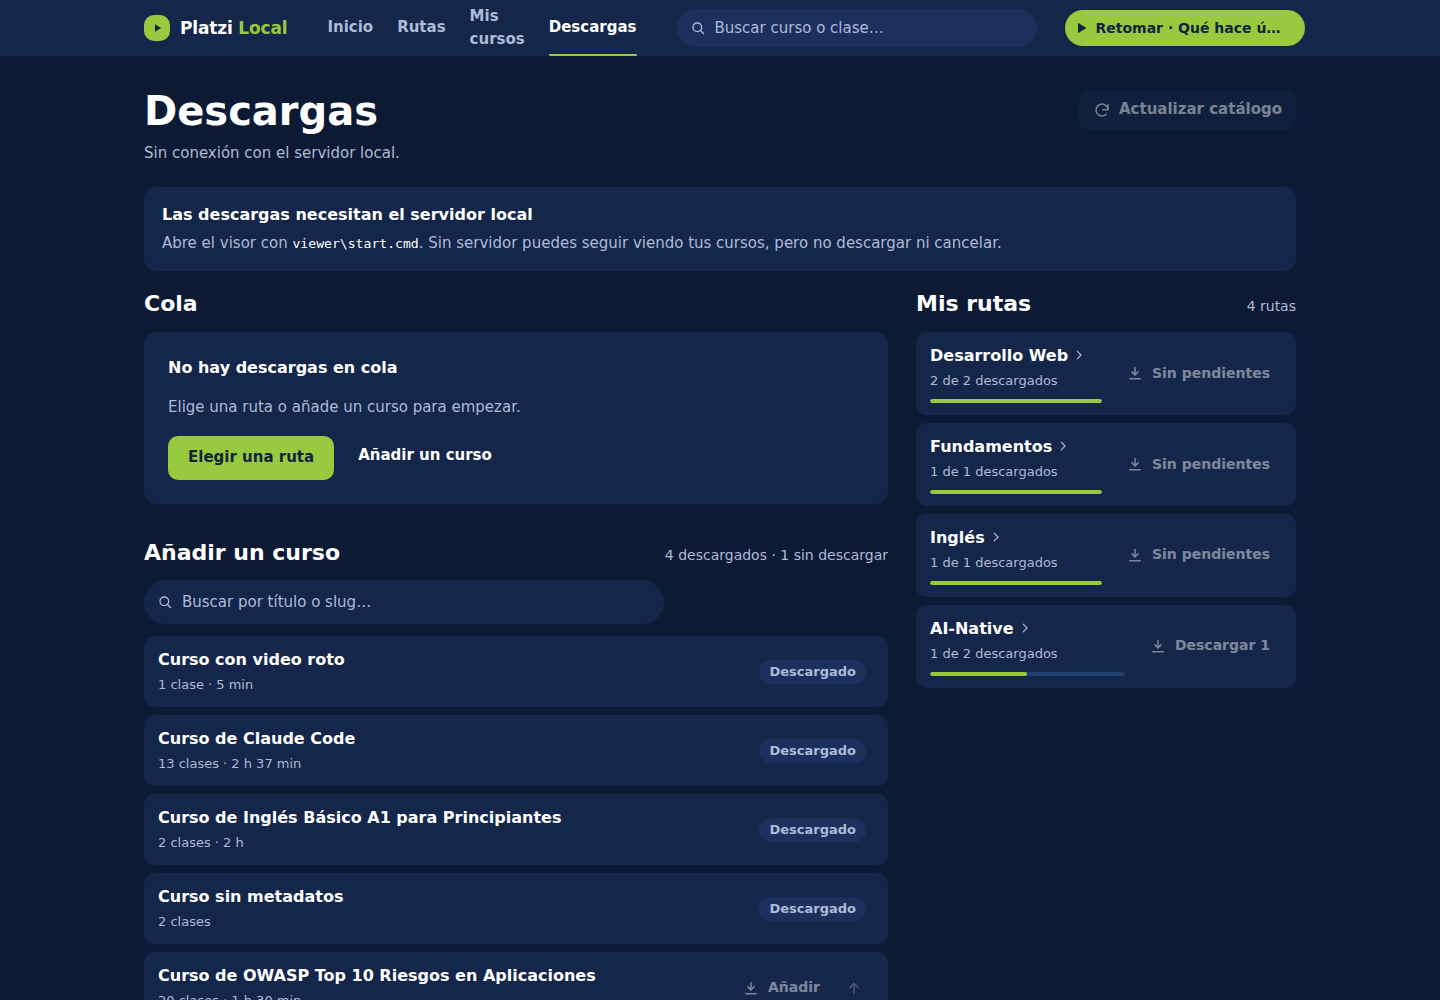 Platzi Local
Inicio
Rutas
Mis cursos
Descargas
Buscar curso o clase…
Retomar · Qué hace ú…
Descargas
Actualizar catálogo
Sin conexión con el servidor local.
Las descargas necesitan el servidor local
Abre el visor con viewer\start.cmd. Sin servidor puedes seguir viendo tus cursos, pero no descargar ni cancelar.
Cola
No hay descargas en cola
Elige una ruta o añade un curso para empezar.
Elegir una ruta
Añadir un curso
Añadir un curso
4 descargados · 1 sin descargar
Buscar por título o slug…
Curso con video roto
1 clase · 5 min
Descargado
Curso de Claude Code
13 clases · 2 h 37 min
Descargado
Curso de Inglés Básico A1 para Principiantes
2 clases · 2 h
Descargado
Curso sin metadatos
2 clases
Descargado
Curso de OWASP Top 10 Riesgos en Aplicaciones
20 clases · 1 h 30 min
Añadir
Mis rutas
4 rutas
Desarrollo Web
2 de 2 descargados
Sin pendientes
Fundamentos
1 de 1 descargados
Sin pendientes
Inglés
1 de 1 descargados
Sin pendientes
AI-Native
1 de 2 descargados
Descargar 1